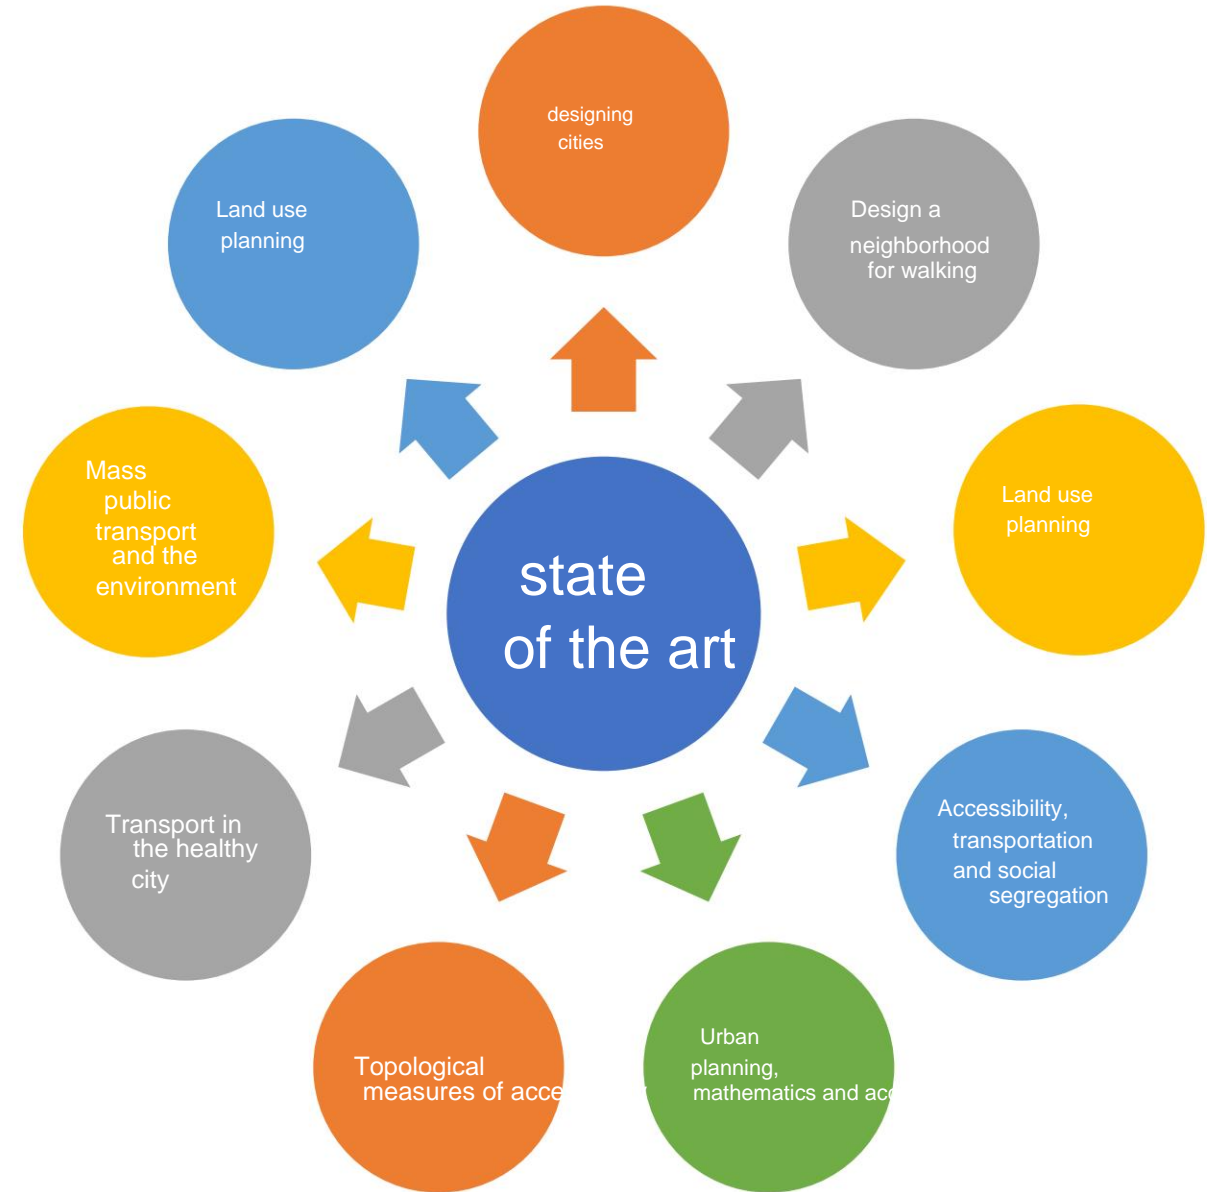 designing
cities
Design a
neighborhood
for walking
Land use
planning
Accessibility,
transportation
and social
segregation
Urban
planning,
mathematics and
Topological
measures of
Transport in
the healthy
city
Mass
public
transport
and the
environment
Land use
planning
state
of the art